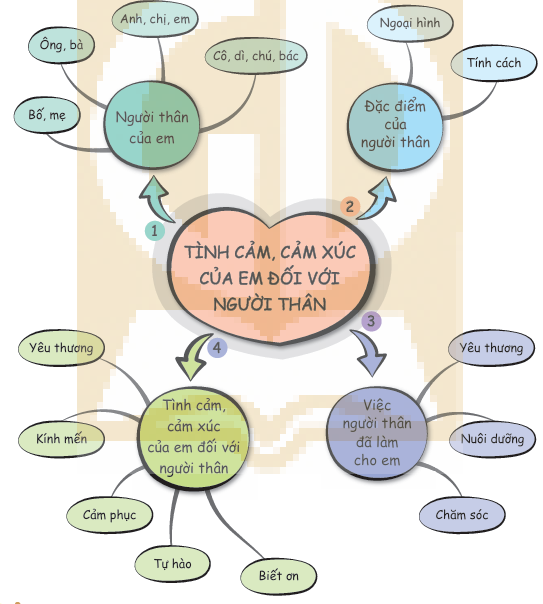 Anh, chị, em
Ông, bà
Cô, dì, chú, bác
Bố, mẹ
Người thân
của em
1
Ngoại hình
Tính cách
Đặc điểm
của
người thân
2
TÌNH CẢM, CẢM XÚC
CỦA EM ĐỐI VỚI
NGƯỜI THÂN
3
Yêu thương
Việc
người thân
đã làm
cho em
Nuôi dưỡng
Chăm sóc
4
Yêu thương
Tình cảm,
cảm xúc
của em đối với
người thân
Kính mến
Cảm phục
Tự hào
Biết ơn